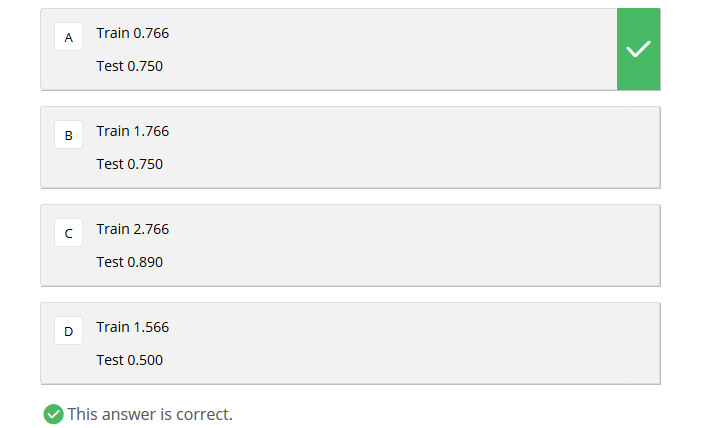 A
Train 0.766
Test 0.750
B
Train 1.766
Test 0.750
C
Train 2.766
Test 0.890
D
Train 1.566
Test 0.500
This answer is correct.